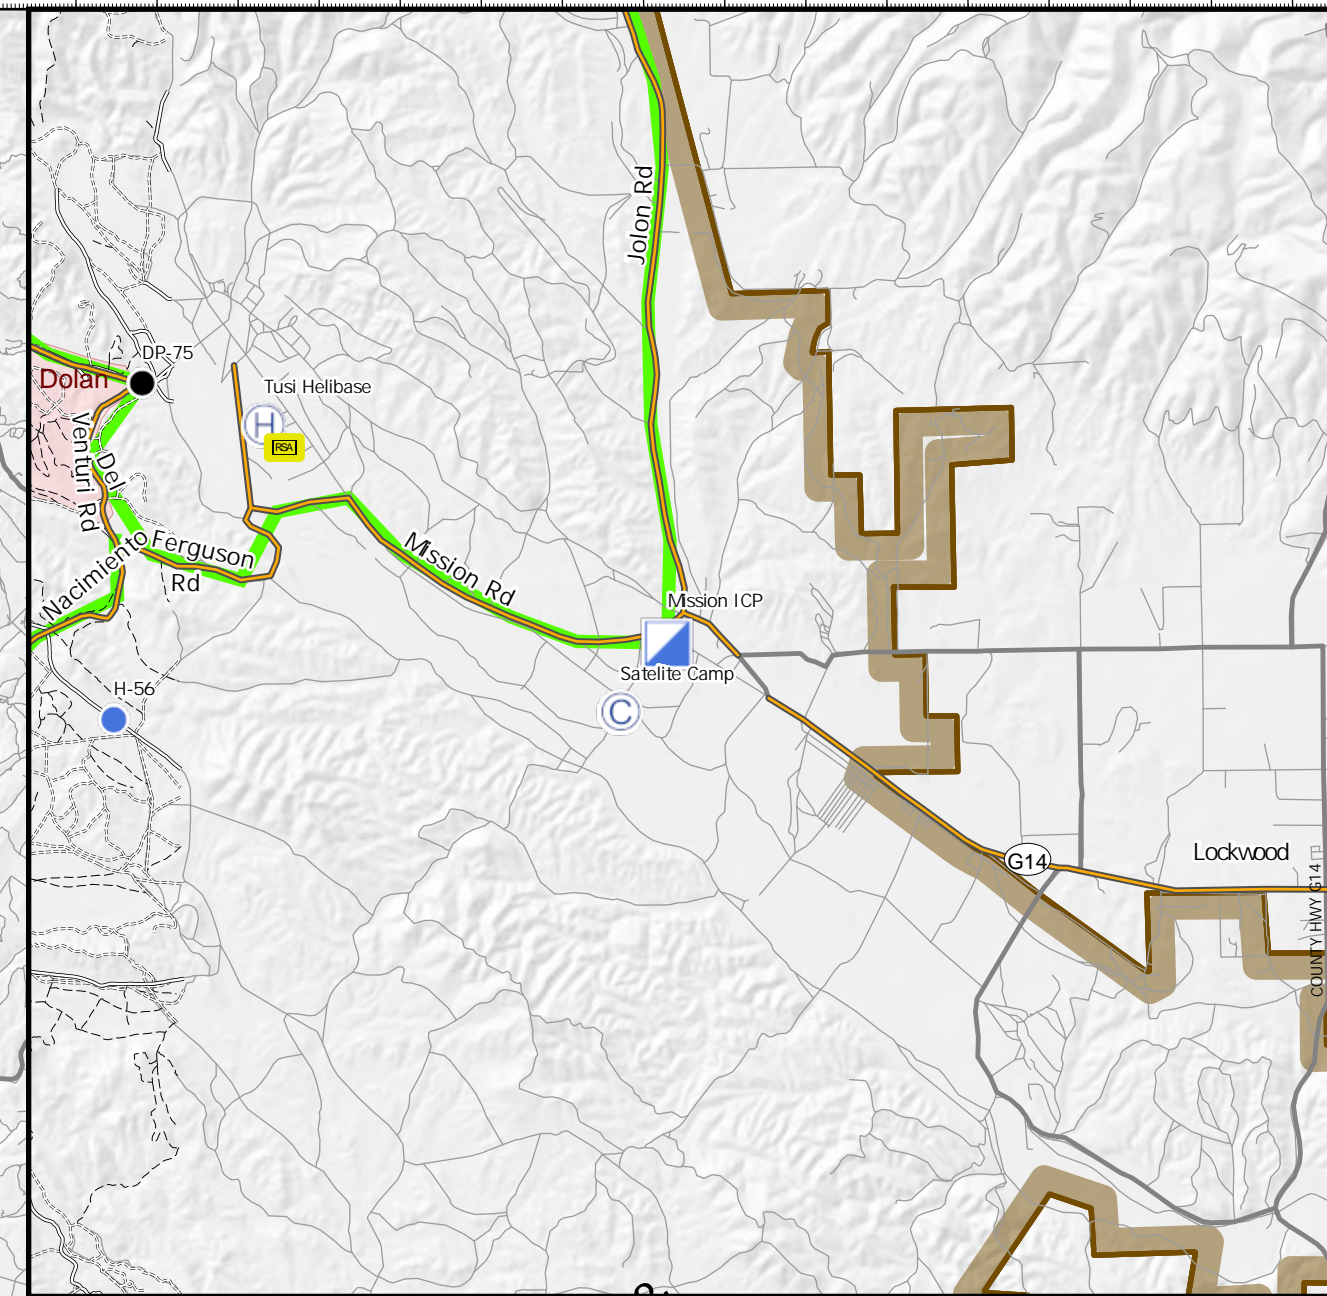 Jolon Rd
DP-75
Dolan
Tusi Helibase
H
RSA
Venturi Rd
Del
Nacimiento
Ferguson
Rd
Mission Rd
Mission ICP
Satelite Camp
C
H-56
G14
Lockwood
COUNTY HWY G14